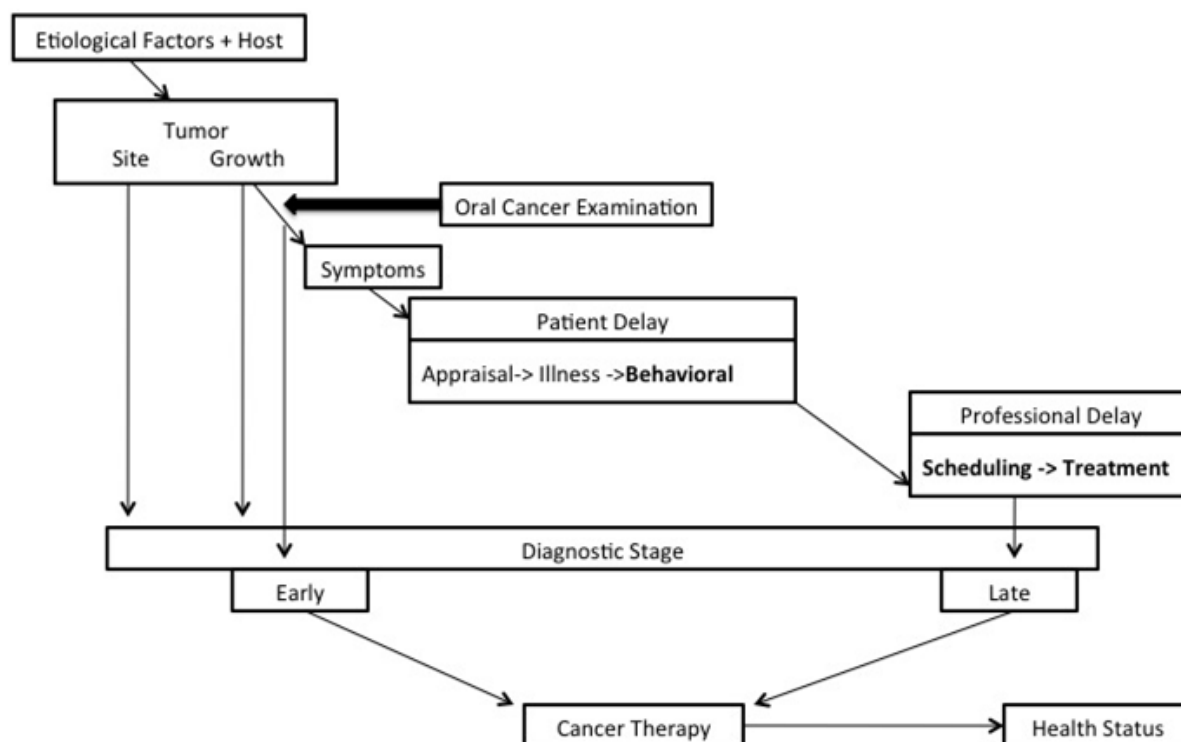 Etiological Factors + Host
Tumor
Site Growth
Oral Cancer Examination
Symptoms
Patient Delay
Appraisal-> Illness ->Behavioral
Professional Delay
Scheduling -> Treatment
Diagnostic Stage
Early
Late
Cancer Therapy
Health Status